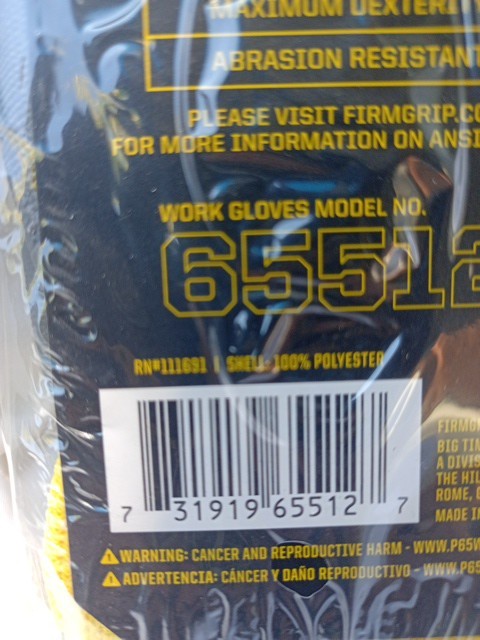 MAXIMUM DEXTERIT
ABRASION RESISTANT
PLEASE VISIT FIRMGRIP.CO
FOR MORE INFORMATION ON ANSI
WORK GLOVES MODEL NO.
65512
RN#111691 | SHELL: 100% POLYESTER
7 31919 65512 7
FIRMG
BIG TIM
A DIVIS
THE HIL
ROME, G
MADE IN
WARNING: CANCER AND REPRODUCTIVE HARM - WWW.P65W
ADVERTENCIA: CÁNCER Y DAÑO REPRODUCTIVO - WWW.P65